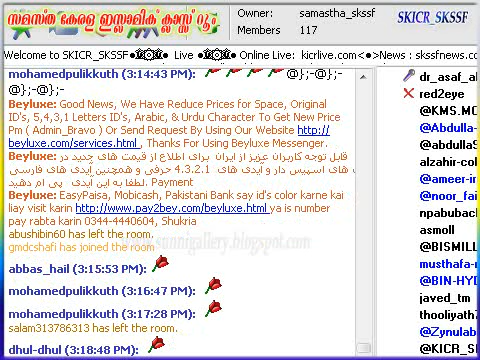 സമസ്ത കേരള ഇസ്ലാമിക് ക്ലാസ്സ് റൂം
Owner: samastha_skssf
Members 117
SKICR_SKSSF
Welcome to SKICR_SKSSF Live Online Live: kicrlive.com<●>News : skssfnews.c
mohamedpulikkuth (3:14:43 PM): @};-@};-
@};-@};-
Beyluxe: Good News, We Have Reduce Prices for Space, Original
ID's, 5,4,3,1 Letters ID's, Arabic, & Urdu Character To Get New Price
Pm ( Admin_Bravo ) Or Send Request By Using Our Website http://
beyluxe.com/services.html , Thanks For Using Beyluxe Messenger.
قابل توجه کاربران عزیز از ایران برای اطلاع از قیمت های جدید در
های اسپیس دار و آیدی های 4.3.2.1 حرفی و همچنین آیدی های فارسی
لطفا به این آیدی پی ام دهید. Payment
Beyluxe: EasyPaisa, Mobicash, Pakistani Bank say id's color karne kai
liay visit karin http://www.pay2bey.com/beyluxe.html ya is number
pay rabta karin 0344-4440604, Shukria
abushibin60 has left the room.
gmdcshafi has joined the room
www.sunnigallery.blogspot.com
abbas_hail (3:15:53 PM):
mohamedpulikkuth (3:16:47 PM):
mohamedpulikkuth (3:17:28 PM):
salam313786313 has left the room.
dhul-dhul (3:18:48 PM):
dr_asaf_al
red2eye
@KMS.MO
@Abdulla-
@abdullaS
alzahir-col
@ameer-ir
@noor_fai
npabubach
asmoll
@BISMILL
musthafa-n
@BIN-HYD
javed_tm
thooliyath7
@Zynulab
@KICR_S